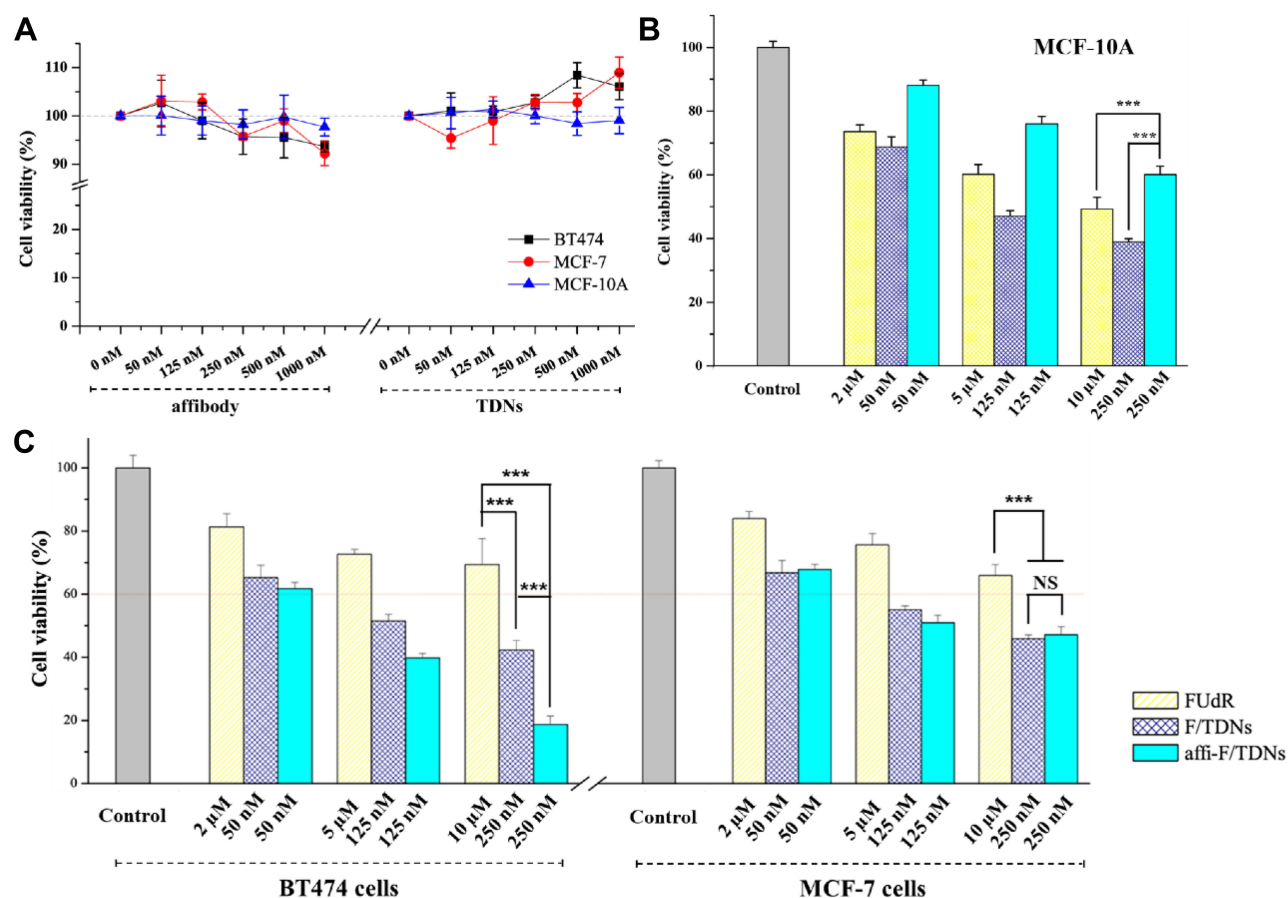 A
Cell viability (%)
110
100
90
20
10
0
BT474
MCF-7
MCF-10A
0 nM
50 nM
125 nM
250 nM
500 nM
1000 nM
0 nM
50 nM
125 nM
250 nM
500 nM
1000 nM
affibody
TDNs
B
MCF-10A
Cell viability (%)
100
80
60
40
20
0
***
***
Control
2 µM
50 nM
50 nM
5 µM
125 nM
125 nM
10 µM
250 nM
250 nM
C
Cell viability (%)
100
80
60
40
20
0
***
***
***
***
NS
Control
2 µM
50 nM
50 nM
5 µM
125 nM
125 nM
10 µM
250 nM
250 nM
Control
2 µM
50 nM
50 nM
5 µM
125 nM
125 nM
10 µM
250 nM
250 nM
BT474 cells
MCF-7 cells
FUdR
F/TDNs
affi-F/TDNs